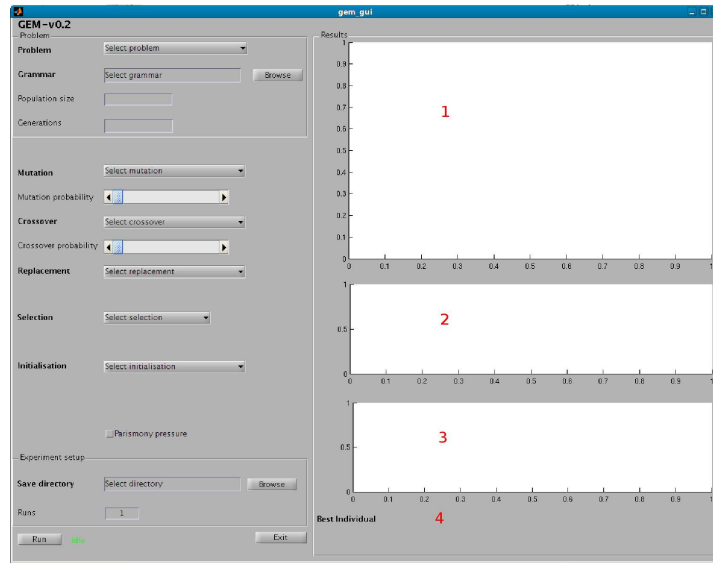 gem_gui
GEM-v0.2
Problem
Problem Select problem
Grammar Select grammar Browse
Population size
Generations
Mutation Select mutation
Mutation probability
Crossover Select crossover
Crossover probability
Replacement Select replacement
Selection Select selection
Initialisation Select initialisation
Parismony pressure
Experiment setup
Save directory Select directory Browse
Runs 1
Run Idle Exit
Results
1
0.9
0.8
0.7
1
0.6
0.5
0.4
0.3
0.2
0.1
0
0 0.1 0.2 0.3 0.4 0.5 0.6 0.7 0.8 0.9 1
1
2
0.5
0
0 0.1 0.2 0.3 0.4 0.5 0.6 0.7 0.8 0.9 1
1
3
0.5
0
0 0.1 0.2 0.3 0.4 0.5 0.6 0.7 0.8 0.9 1
Best Individual 4